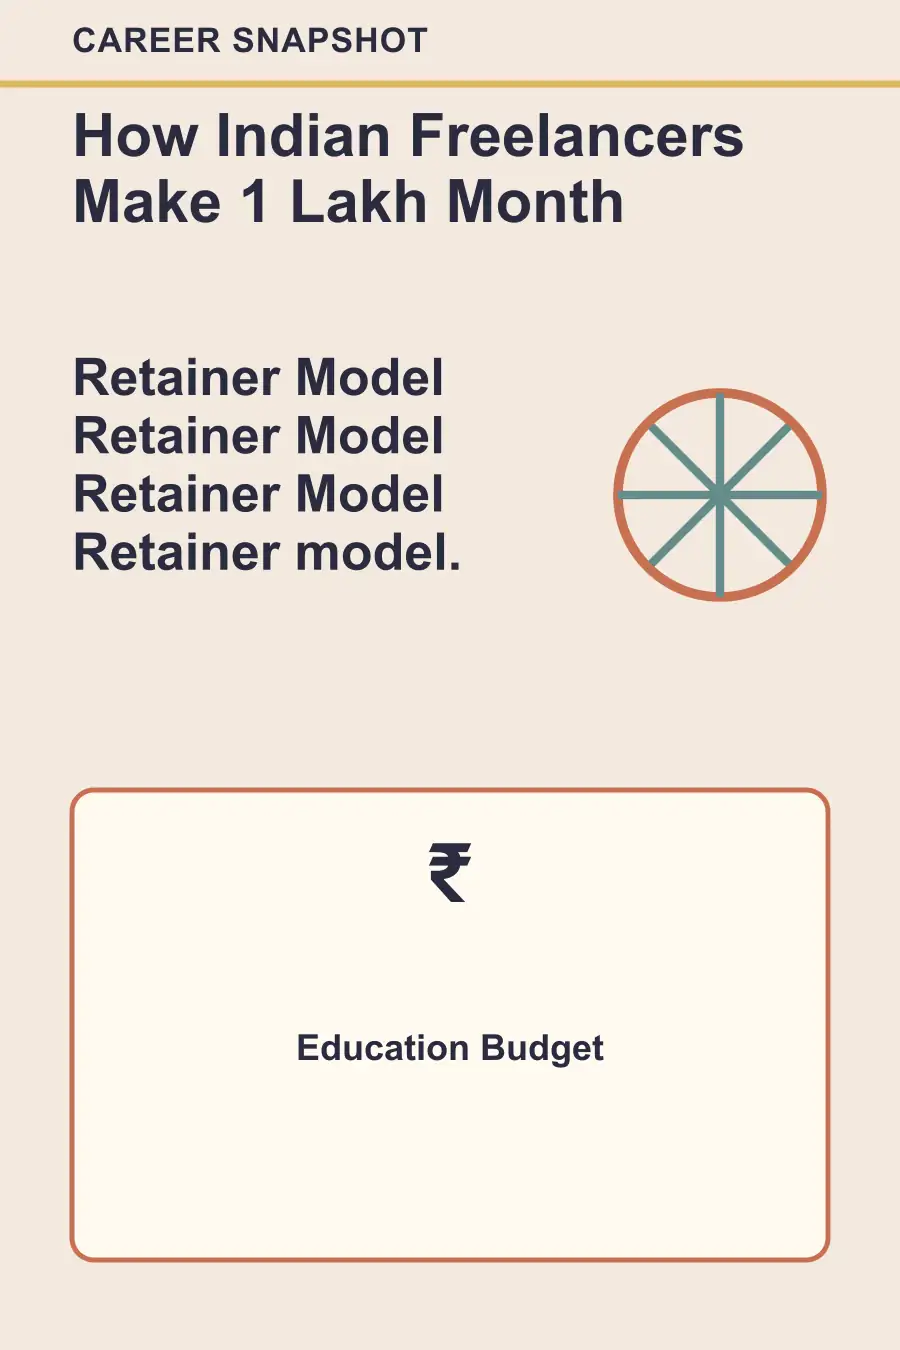 CAREER SNAPSHOT
How Indian Freelancers
Make 1 Lakh Month
Retainer Model
Retainer Model
Retainer Model
Retainer model.
₹
Education Budget